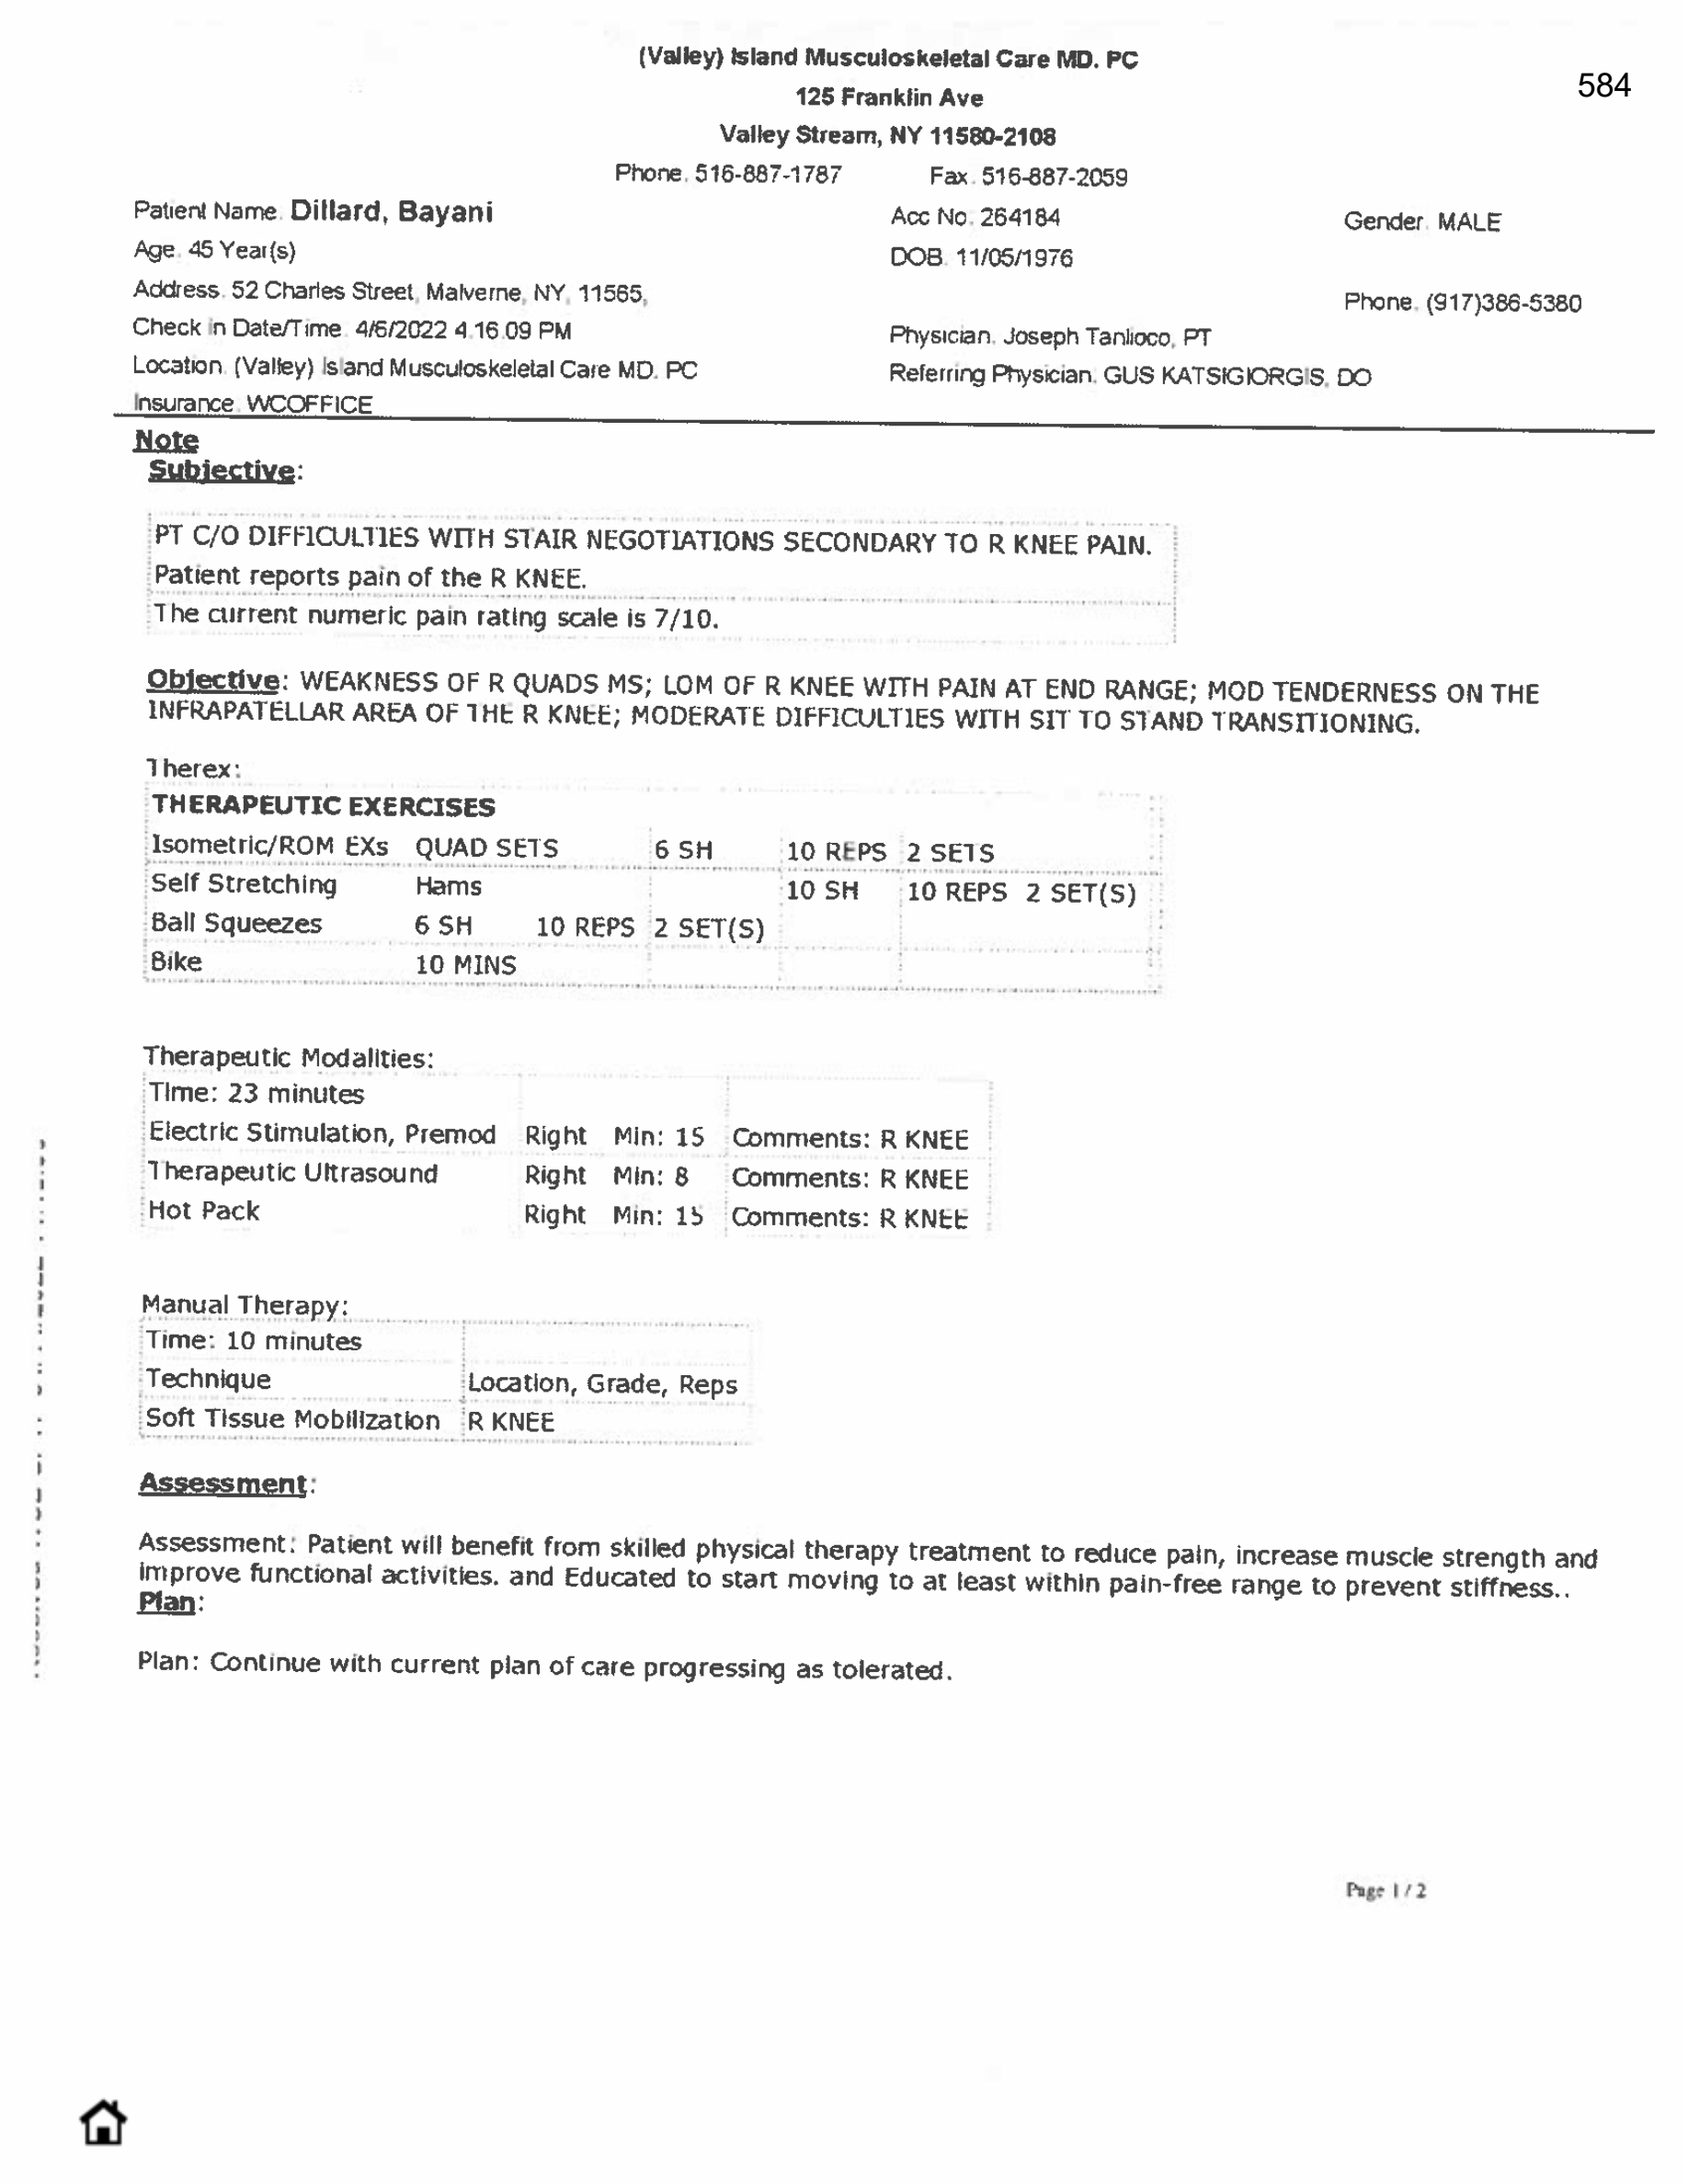 (Valley) Island Musculoskeletal Care MD. PC
584
125 Franklin Ave
Valley Stream, NY 11580-2108
Phone. 516-887-1787 Fax. 516-887-2059
Patient Name. Dillard, Bayani Acc No. 264184 Gender. MALE
Age. 45 Year(s) DOB. 11/05/1976
Address. 52 Charles Street, Malverne, NY, 11565, Phone. (917)386-5380
Check in Date/Time. 4/6/2022 4.16.09 PM Physician. Joseph Tanlioco, PT
Location. (Valley) Island Musculoskeletal Care MD. PC Referring Physician. GUS KATSIGIORGIS, DO
Insurance. WCOFFICE
Note
Subjective:
PT C/O DIFFICULTIES WITH STAIR NEGOTIATIONS SECONDARY TO R KNEE PAIN.
Patient reports pain of the R KNEE.
The current numeric pain rating scale is 7/10.
Objective: WEAKNESS OF R QUADS MS; LOM OF R KNEE WITH PAIN AT END RANGE; MOD TENDERNESS ON THE
INFRAPATELLAR AREA OF THE R KNEE; MODERATE DIFFICULTIES WITH SIT TO STAND TRANSITIONING.
Therex:
THERAPEUTIC EXERCISES
Isometric/ROM EXs QUAD SETS 6 SH 10 REPS 2 SETS
Self Stretching Hams 10 SH 10 REPS 2 SET(S)
Ball Squeezes 6 SH 10 REPS 2 SET(S)
Bike 10 MINS
Therapeutic Modalities:
Time: 23 minutes
Electric Stimulation, Premod Right Min: 15 Comments: R KNEE
Therapeutic Ultrasound Right Min: 8 Comments: R KNEE
Hot Pack Right Min: 15 Comments: R KNEE
Manual Therapy:
Time: 10 minutes
Technique Location, Grade, Reps
Soft Tissue Mobilization R KNEE
Assessment:
Assessment: Patient will benefit from skilled physical therapy treatment to reduce pain, increase muscle strength and
improve functional activities. and Educated to start moving to at least within pain-free range to prevent stiffness..
Plan:
Plan: Continue with current plan of care progressing as tolerated.
Page 1 / 2